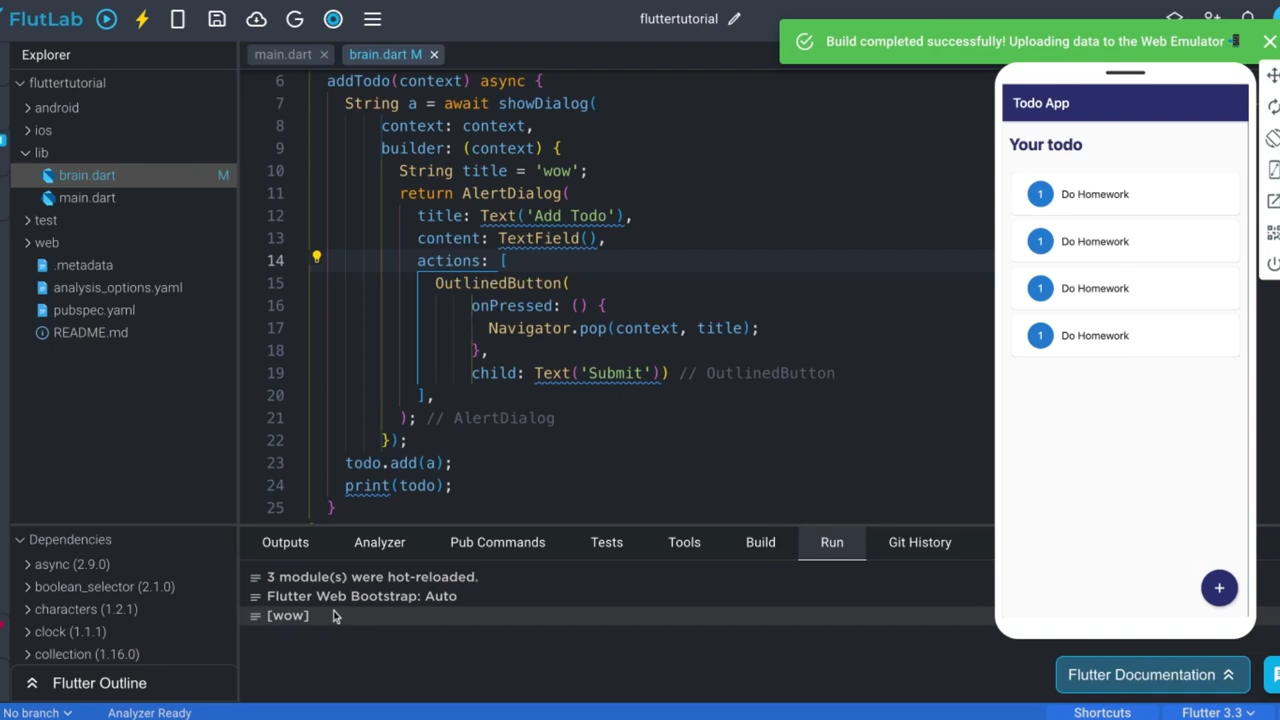 FlutLab
fluttertutorial
Build completed successfully! Uploading data to the Web Emulator
Explorer
main.dart
brain.dart M
fluttertutorial
android
ios
lib
brain.dart M
main.dart
test
web
.metadata
analysis_options.yaml
pubspec.yaml
README.md
6 addTodo(context) async {
7 String a = await showDialog(
8 context: context,
9 builder: (context) {
10 String title = 'wow';
11 return AlertDialog(
12 title: Text('Add Todo'),
13 content: TextField(),
14 actions: [
15 OutlinedButton(
16 onPressed: () {
17 Navigator.pop(context, title);
18 },
19 child: Text('Submit')) // OutlinedButton
20 ],
21 ); // AlertDialog
22 });
23 todo.add(a);
24 print(todo);
25 }
Todo App
Your todo
1 Do Homework
1 Do Homework
1 Do Homework
1 Do Homework
+
Dependencies
async (2.9.0)
boolean_selector (2.1.0)
characters (1.2.1)
clock (1.1.1)
collection (1.16.0)
Flutter Outline
Outputs Analyzer Pub Commands Tests Tools Build Run Git History
3 module(s) were hot-reloaded.
Flutter Web Bootstrap: Auto
[wow]
Flutter Documentation
No branch Analyzer Ready Shortcuts Flutter 3.3